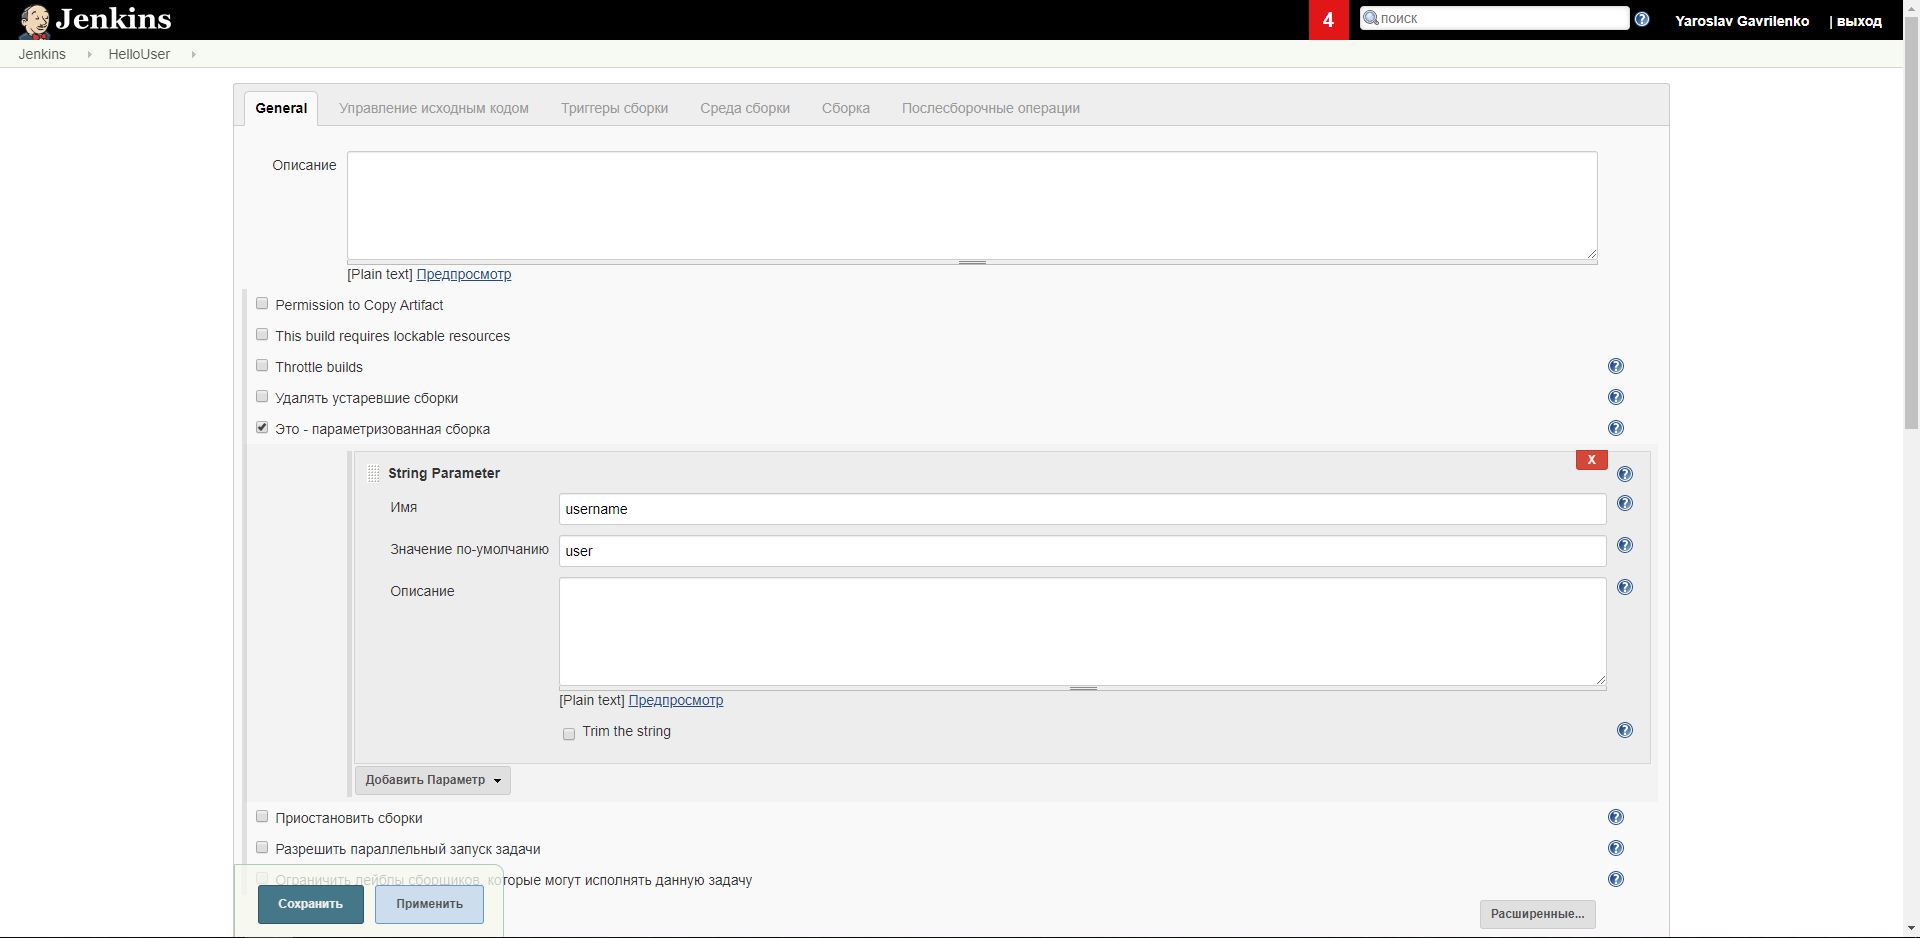 Jenkins
4
поиск
Yaroslav Gavrilenko
| выход
Jenkins
HelloUser
General
Управление исходным кодом
Триггеры сборки
Среда сборки
Сборка
Послесборочные операции
Описание
[Plain text] Предпросмотр
Permission to Copy Artifact
This build requires lockable resources
Throttle builds
Удалять устаревшие сборки
Это - параметризованная сборка
X
String Parameter
Имя
username
Значение по-умолчанию
user
Описание
[Plain text] Предпросмотр
Trim the string
Добавить Параметр
Приостановить сборки
Разрешить параллельный запуск задачи
Ограничить лейблы сборщиков, которые могут исполнять данную задачу
Сохранить
Применить
Расширенные...